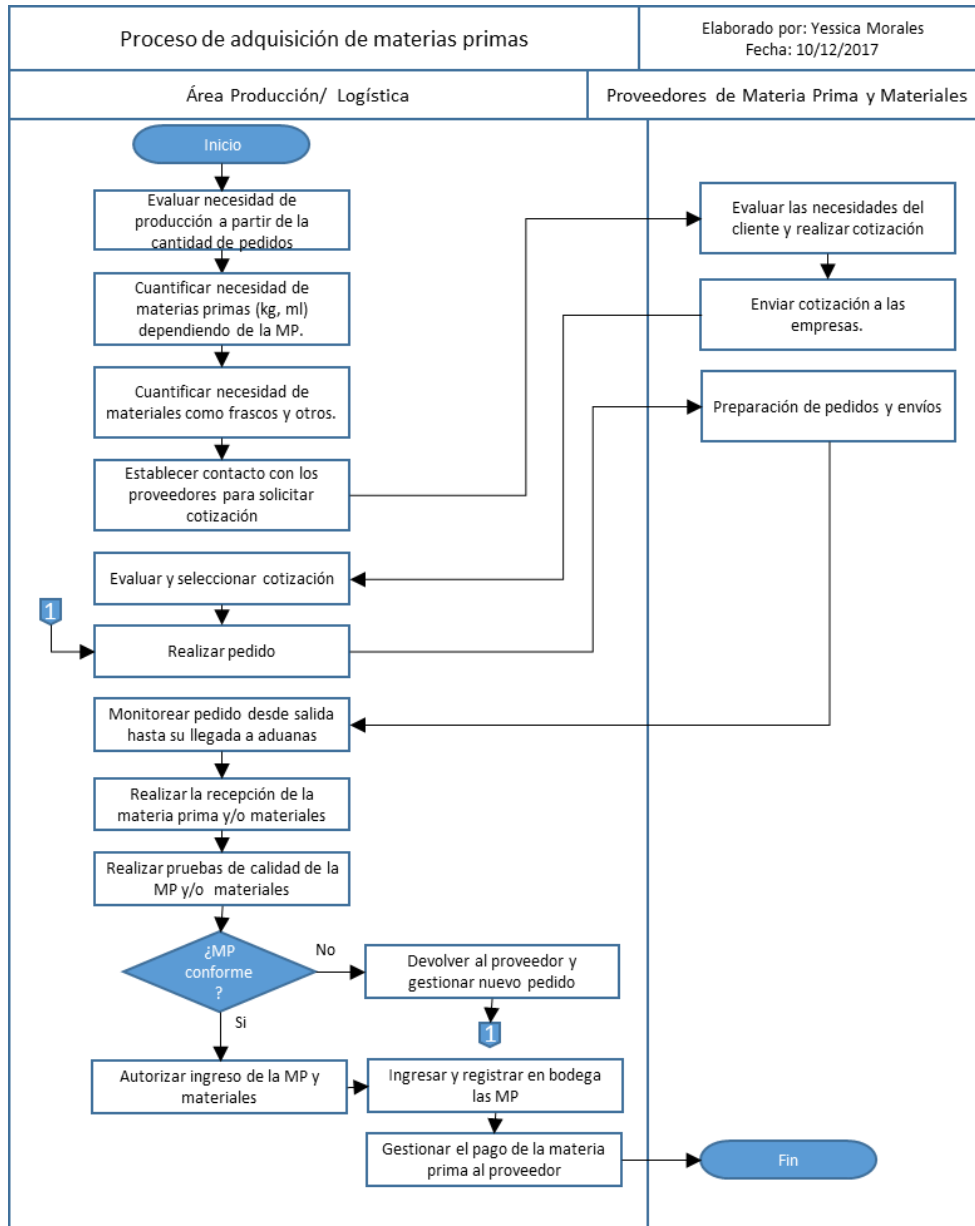 Proceso de adquisición de materias primas
Elaborado por: Yessica Morales
Fecha: 10/12/2017
Área Producción/ Logística
Proveedores de Materia Prima y Materiales
Inicio
Evaluar necesidad de
producción a partir de la
cantidad de pedidos
Evaluar las necesidades del
cliente y realizar cotización
Cuantificar necesidad de
materias primas (kg, ml)
dependiendo de la MP.
Enviar cotización a las
empresas.
Cuantificar necesidad de
materiales como frascos y otros.
Preparación de pedidos y envíos
Establecer contacto con los
proveedores para solicitar
cotización
Evaluar y seleccionar cotización
1
Realizar pedido
Monitorear pedido desde salida
hasta su llegada a aduanas
Realizar la recepción de la
materia prima y/o materiales
Realizar pruebas de calidad de la
MP y/o materiales
¿MP
conforme
?
No
Devolver al proveedor y
gestionar nuevo pedido
Si
1
Autorizar ingreso de la MP y
materiales
Ingresar y registrar en bodega
las MP
Gestionar el pago de la materia
prima al proveedor
Fin